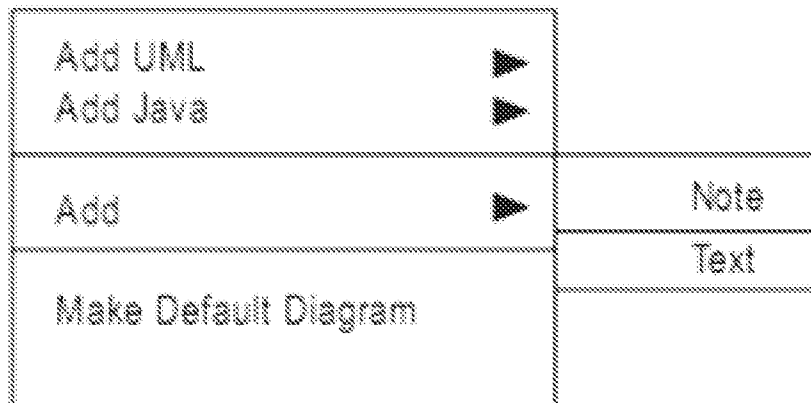 Add UML
Add Java
Add
Note
Text
Make Default Diagram